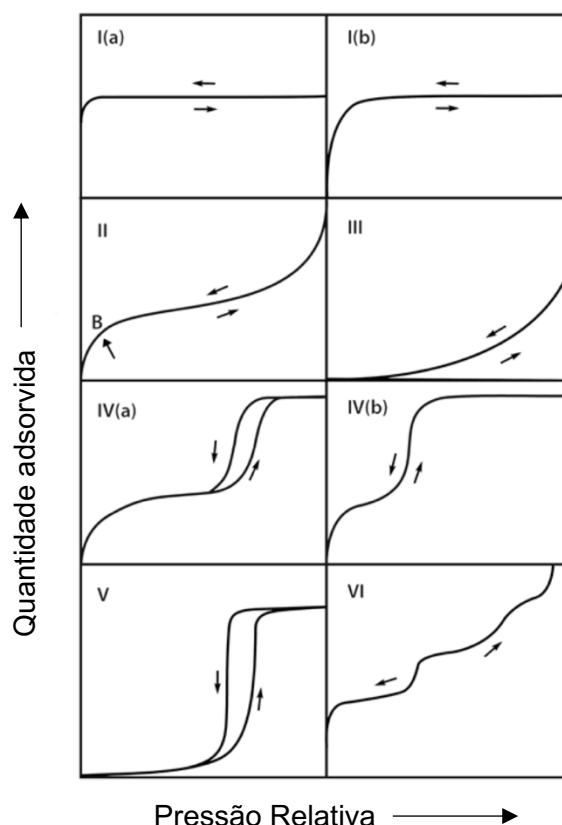 I(a)
I(b)
II
III
B
IV(a)
IV(b)
V
VI
Quantidade adsorvida
Pressão Relativa